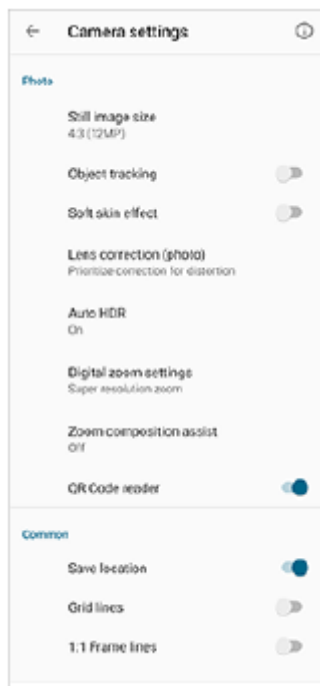 Camera settings
Photo
Still image size
4:3 (12MP)
Object tracking
Soft skin effect
Lens correction (photo)
Prioritize correction for distortion
Auto HDR
On
Digital zoom settings
Super resolution zoom
Zoom composition assist
Off
QR Code reader
Common
Save location
Grid lines
1:1 Frame lines